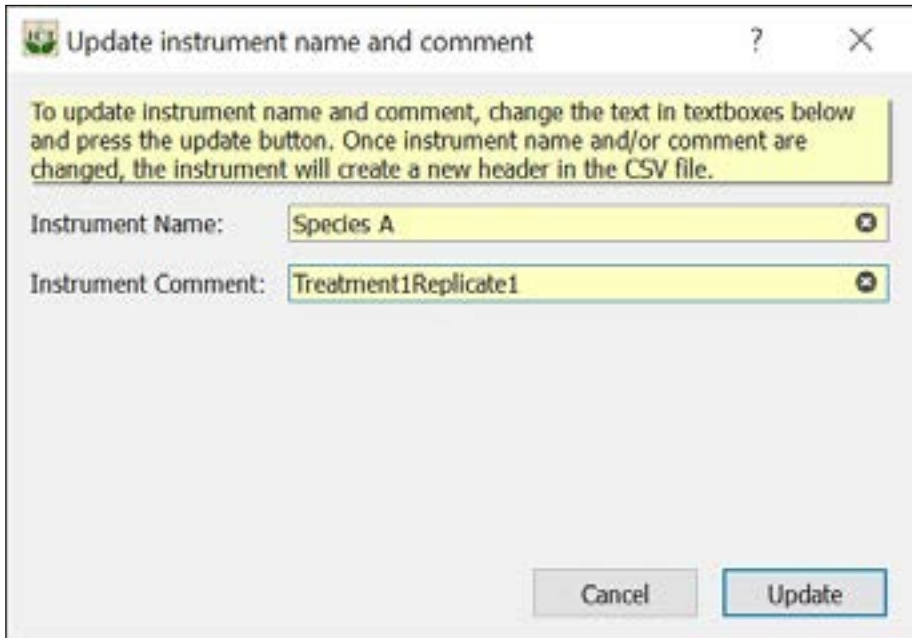 Update instrument name and comment
To update instrument name and comment, change the text in textboxes below
and press the update button. Once instrument name and/or comment are
changed, the instrument will create a new header in the CSV file.
Instrument Name: Species A
Instrument Comment: Treatment1Replicate1
Cancel Update